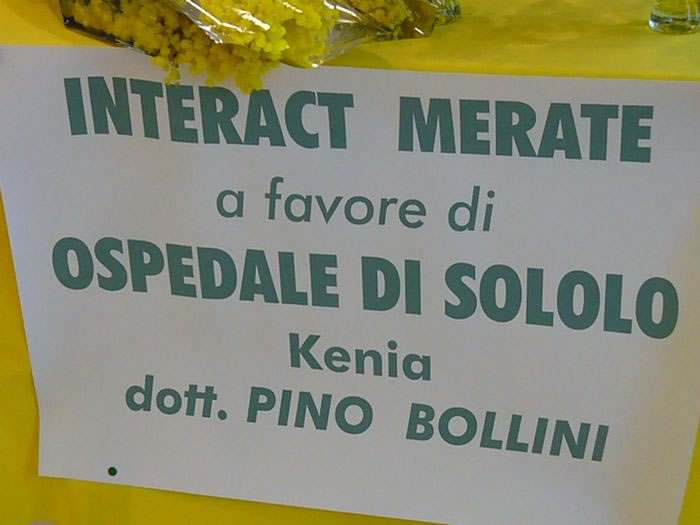 INTERACT MERATE
a favore di
OSPEDALE DI SOLOLO
Kenia
dott. PINO BOLLINI